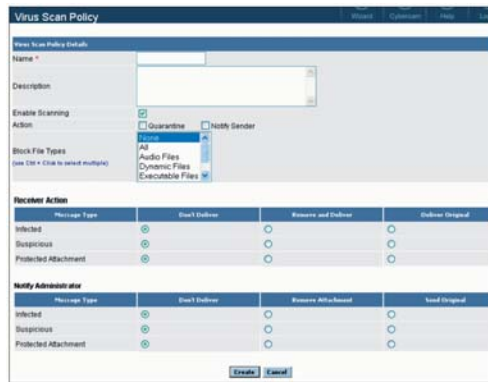 Virus Scan Policy
Wizard Cyberoam Help
Virus Scan Policy Details
Name *
Description
Enable Scanning
Action Quarantine Notify Sender
Block File Types
(use Ctrl + Click to select multiple)
None
All
Audio Files
Dynamic Files
Executable Files
Receiver Action
Message Type Don't Deliver Remove and Deliver Deliver Original
Infected
Suspicious
Protected Attachment
Notify Administrator
Message Type Don't Deliver Remove Attachment Send Original
Infected
Suspicious
Protected Attachment
Create Cancel